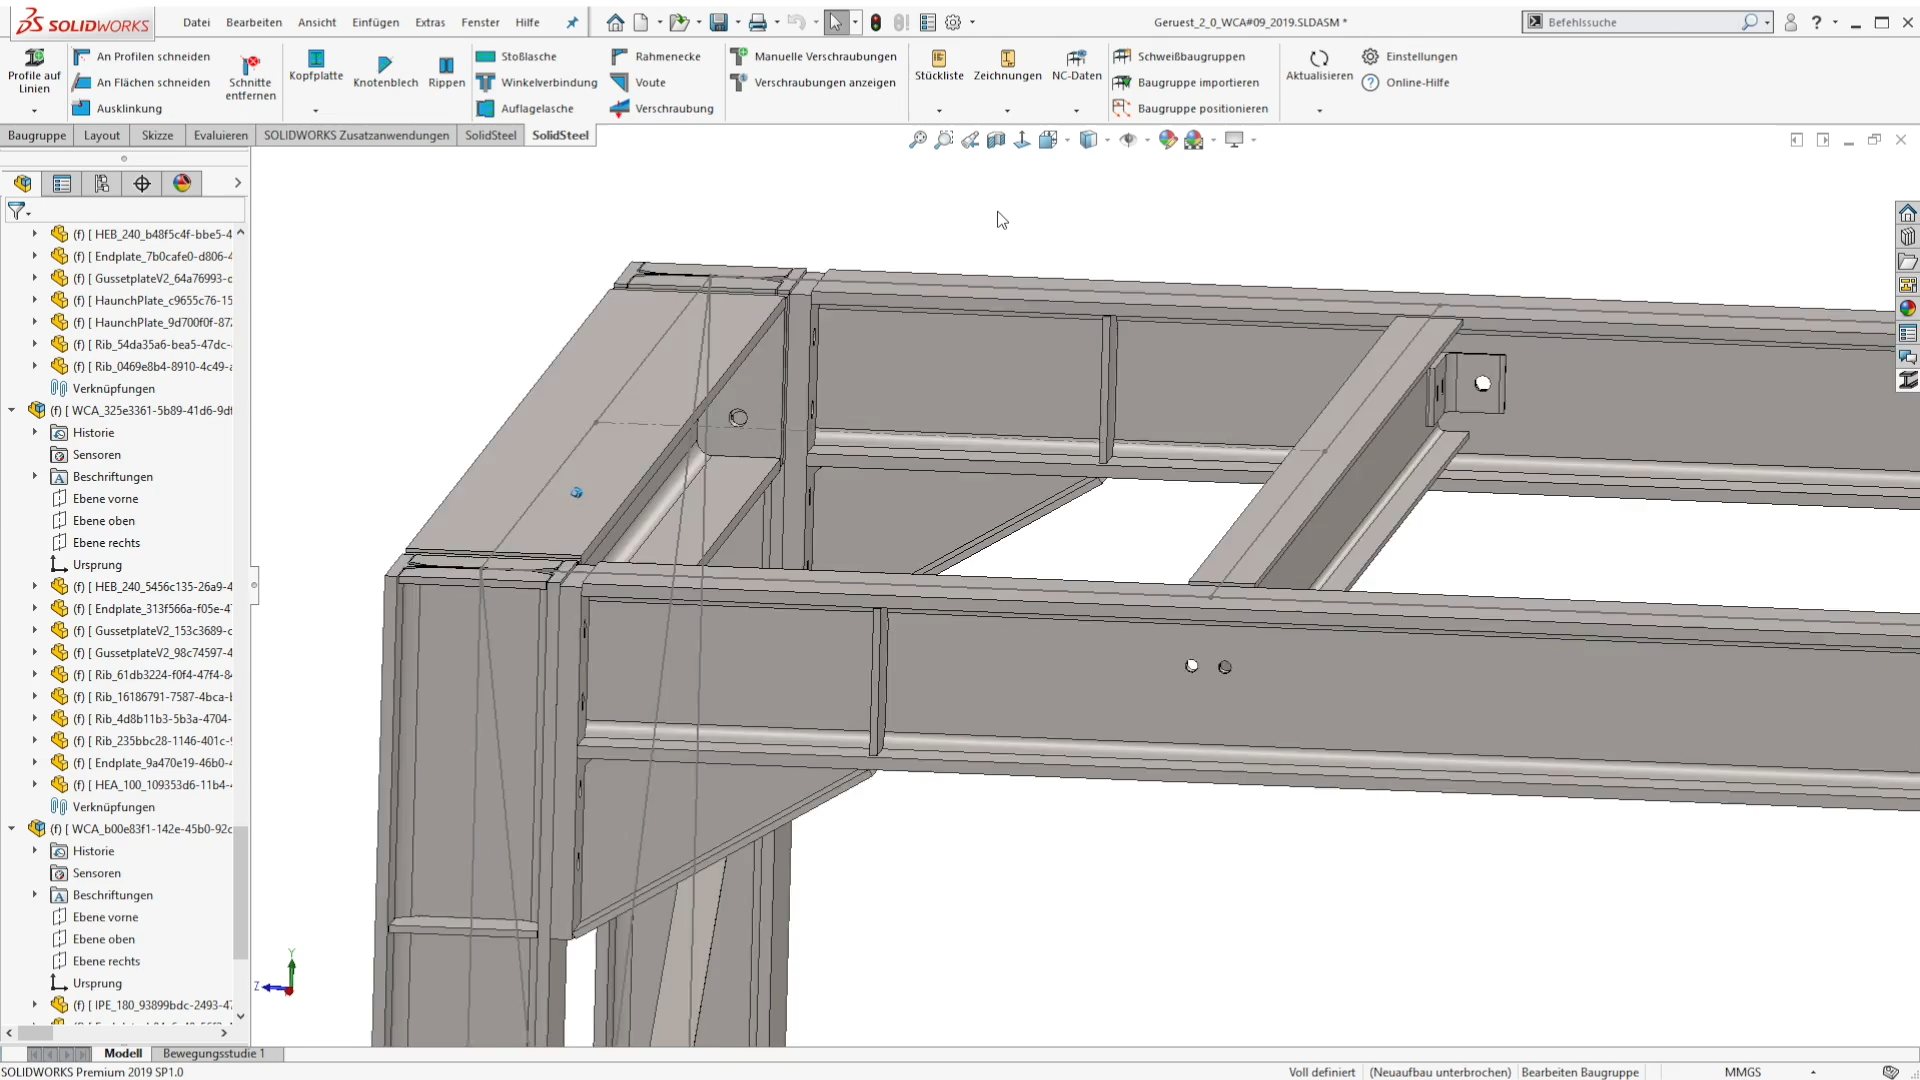 SOLIDWORKS
Datei Bearbeiten Ansicht Einfügen Extras Fenster Hilfe
Geruest_2_0_WCA#09_2019.SLDASM *
Befehlssuche
Profile auf Linien
An Profilen schneiden
An Flächen schneiden
Ausklinkung
Schnitte entfernen
Kopfplatte
Knotenblech
Rippen
Stoßlasche
Winkelverbindung
Auflagelasche
Rahmenecke
Voute
Verschraubung
Manuelle Verschraubungen
Verschraubungen anzeigen
Stückliste
Zeichnungen
NC-Daten
Schweißbaugruppen
Baugruppe importieren
Baugruppe positionieren
Aktualisieren
Einstellungen
Online-Hilfe
Baugruppe Layout Skizze Evaluieren SOLIDWORKS Zusatzanwendungen SolidSteel SolidSteel
(f) [ HEB_240_b48f5c4f-bbe5-4
(f) [ Endplate_7b0cafe0-d806-4
(f) [ GussetplateV2_64a76993-c
(f) [ HaunchPlate_c9655c76-15
(f) [ HaunchPlate_9d700f0f-87
(f) [ Rib_54da35a6-bea5-47dc-
(f) [ Rib_0469e8b4-8910-4c49-a
Verknüpfungen
(f) [ WCA_325e3361-5b89-41d6-9df
Historie
Sensoren
Beschriftungen
Ebene vorne
Ebene oben
Ebene rechts
Ursprung
(f) [ HEB_240_5456c135-26a9-4
(f) [ Endplate_313f566a-f05e-4
(f) [ GussetplateV2_153c3689-c
(f) [ GussetplateV2_98c74597-4
(f) [ Rib_61db3224-f0f4-47f4-8
(f) [ Rib_16186791-7587-4bca-b
(f) [ Rib_4d8b11b3-5b3a-4704-
(f) [ Rib_235bbc28-1146-401c-9
(f) [ Endplate_9a470e19-46b0-4
(f) [ HEA_100_109353d6-11b4-
Verknüpfungen
(f) [ WCA_b00e83f1-142e-45b0-92c
Historie
Sensoren
Beschriftungen
Ebene vorne
Ebene oben
Ebene rechts
Ursprung
(f) [ IPE_180_93899bdc-2493-47
Y
Z
Modell Bewegungsstudie 1
SOLIDWORKS Premium 2019 SP1.0
Voll definiert (Neuaufbau unterbrochen) Bearbeiten Baugruppe MMGS